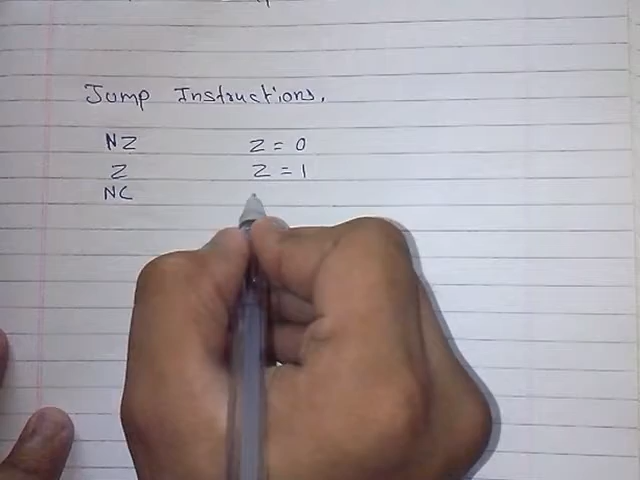 Jump Instructions.
NZ Z = 0
Z Z = 1
NC